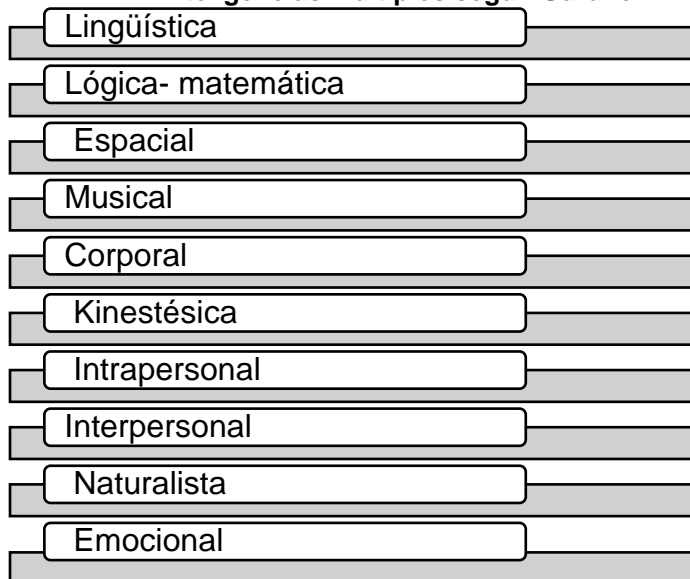 Lingüística
Lógica- matemática
Espacial
Musical
Corporal
Kinestésica
Intrapersonal
Interpersonal
Naturalista
Emocional